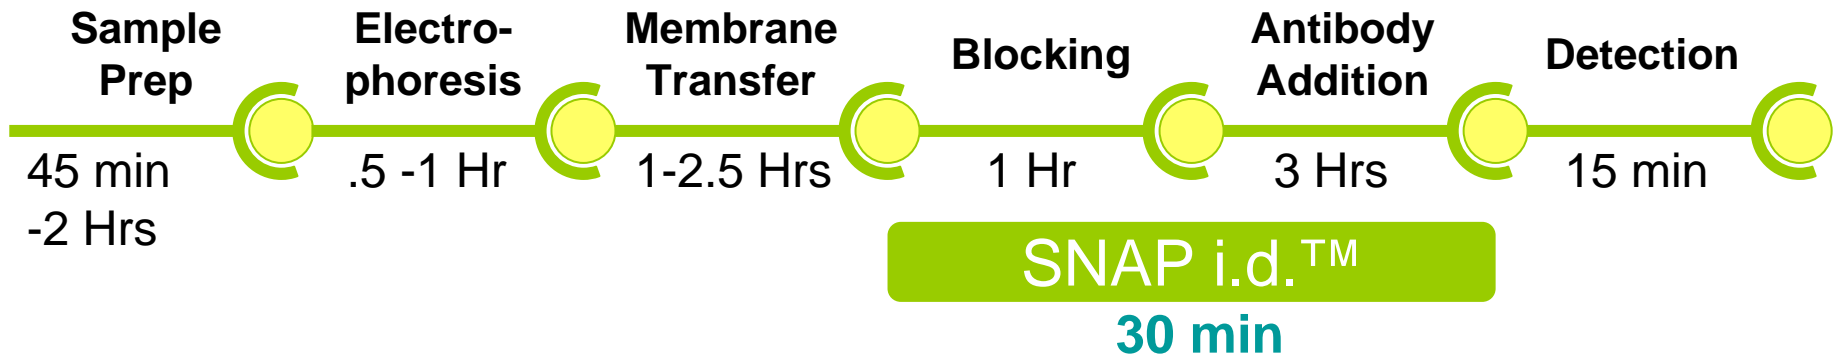 Sample
Prep
Electro-
phoresis
Membrane
Transfer
Blocking
Antibody
Addition
Detection
45 min
-2 Hrs
.5 -1 Hr
1-2.5 Hrs
1 Hr
3 Hrs
15 min
SNAP i.d.™
30 min